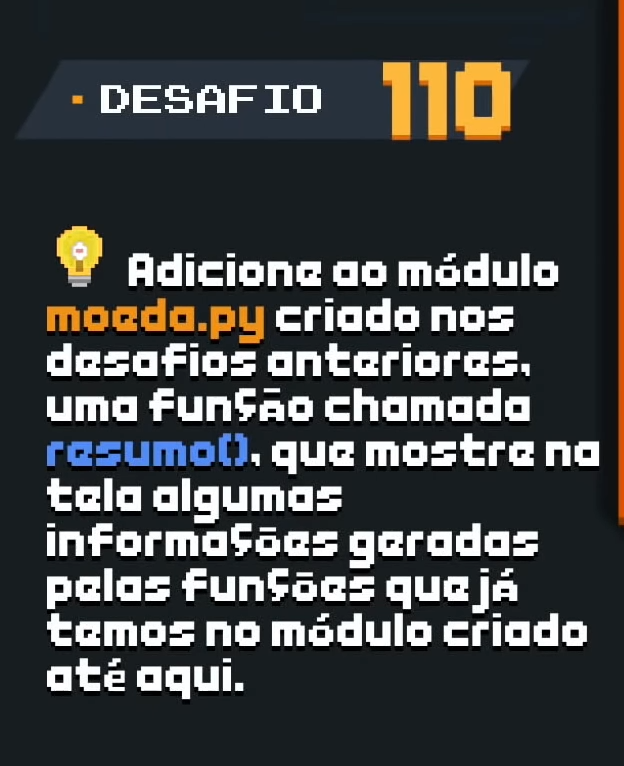 DESAFIO 110
Adicione ao módulo
moeda.py criado nos
desafios anteriores,
uma função chamada
resumo(), que mostre na
tela algumas
informações geradas
pelas funções que já
temos no módulo criado
até aqui.